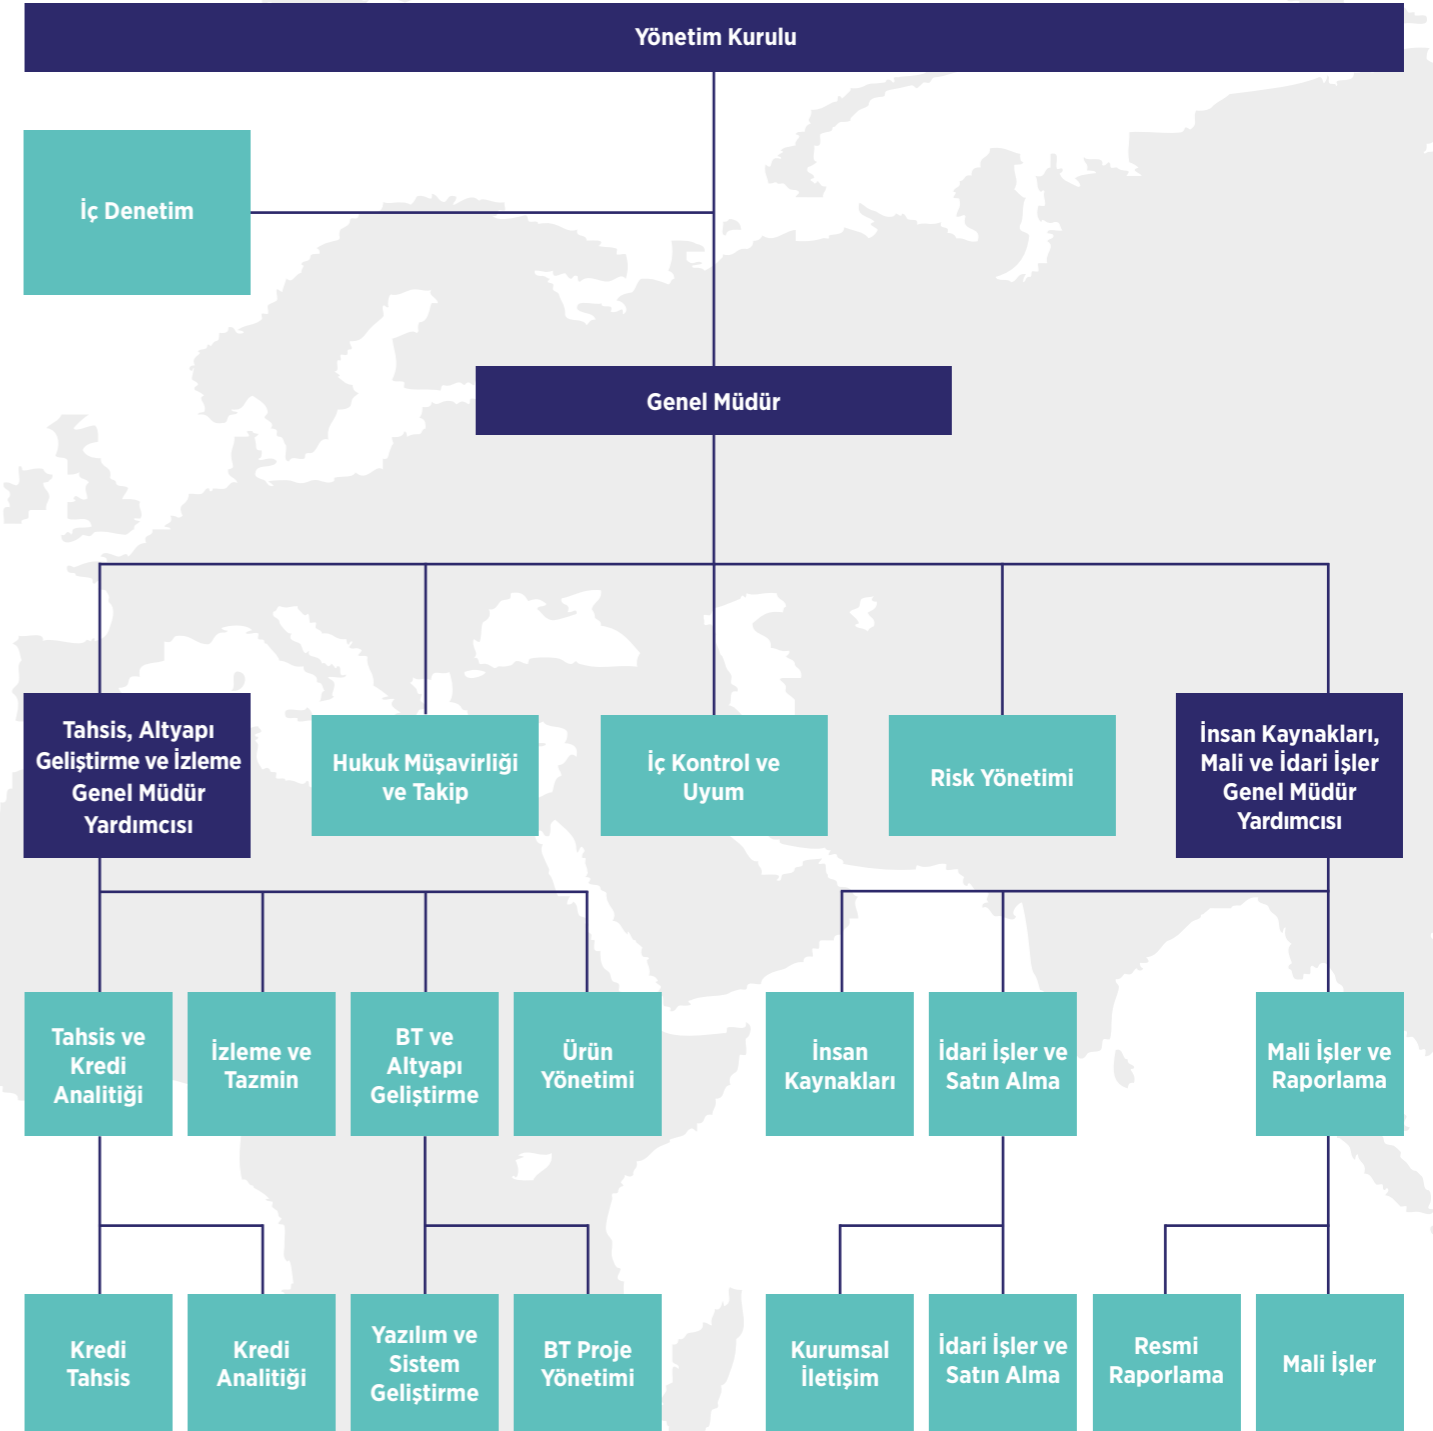 Yönetim Kurulu
İç Denetim
Genel Müdür
Tahsis, Altyapı
Geliştirme ve İzleme
Genel Müdür
Yardımcısı
Hukuk Müşavirliği
ve Takip
İç Kontrol ve
Uyum
Risk Yönetimi
İnsan Kaynakları,
Mali ve İdari İşler
Genel Müdür
Yardımcısı
Tahsis ve
Kredi
Analitiği
İzleme ve
Tazmin
BT ve
Altyapı
Geliştirme
Ürün
Yönetimi
İnsan
Kaynakları
İdari İşler ve
Satın Alma
Mali İşler ve
Raporlama
Kredi
Tahsis
Kredi
Analitiği
Yazılım ve
Sistem
Geliştirme
BT Proje
Yönetimi
Kurumsal
İletişim
İdari İşler ve
Satın Alma
Resmi
Raporlama
Mali İşler